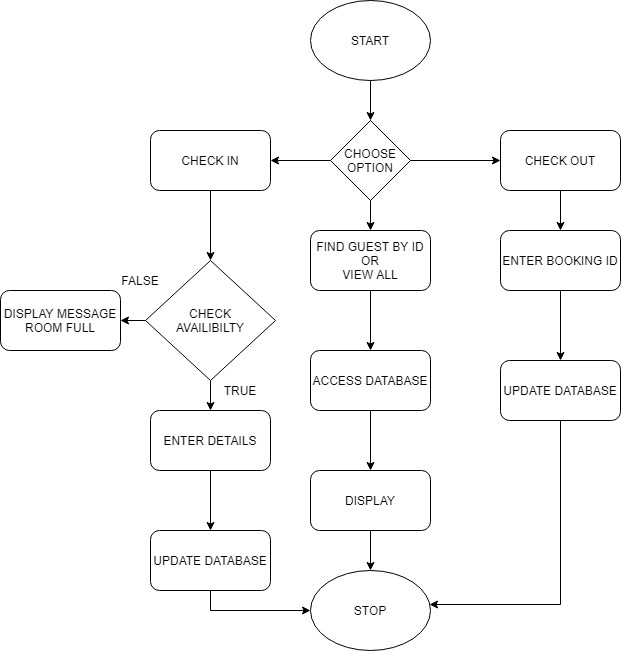 START
CHOOSE
OPTION
CHECK IN
CHECK OUT
FIND GUEST BY ID
OR
VIEW ALL
ENTER BOOKING ID
FALSE
DISPLAY MESSAGE
ROOM FULL
CHECK
AVAILIBILTY
TRUE
ACCESS DATABASE
UPDATE DATABASE
ENTER DETAILS
DISPLAY
UPDATE DATABASE
STOP